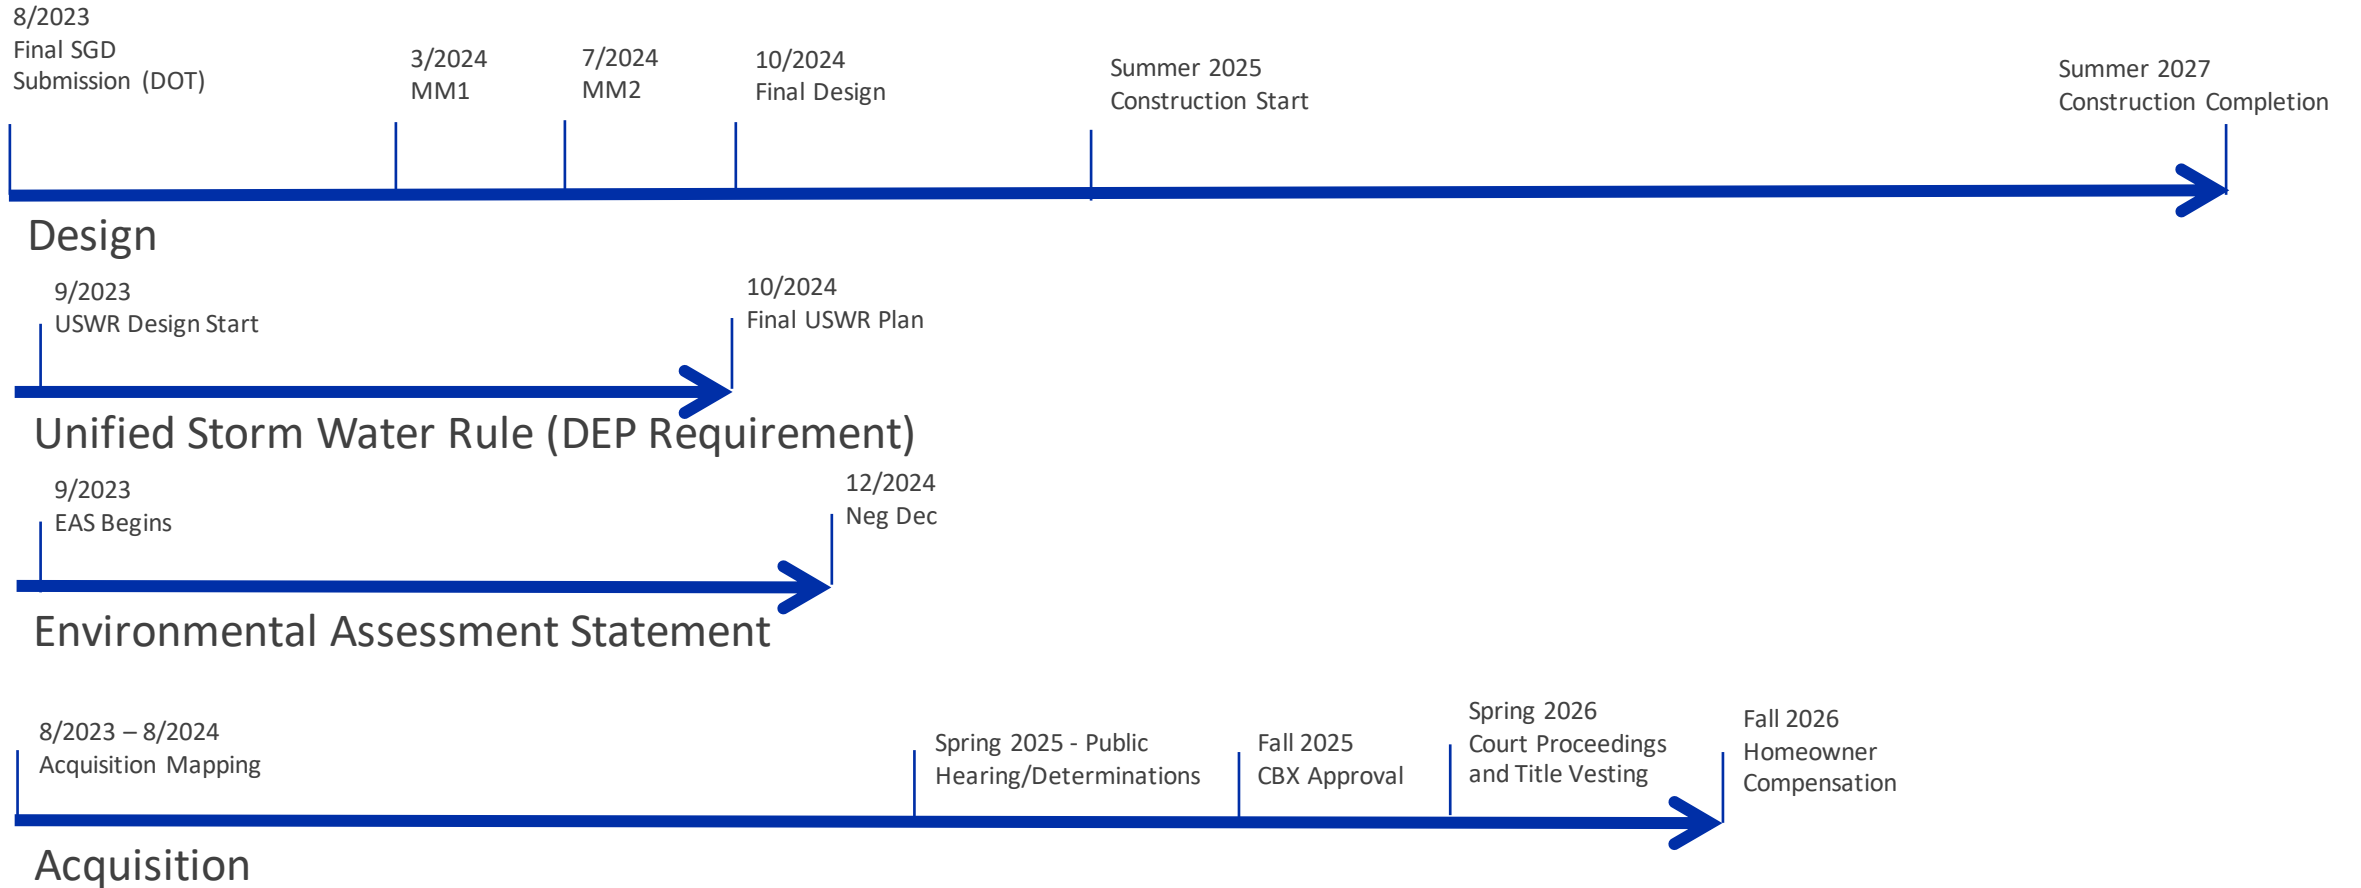 8/2023
Final SGD
Submission (DOT)
3/2024
MM1
7/2024
MM2
10/2024
Final Design
Summer 2025
Construction Start
Summer 2027
Construction Completion
Design
9/2023
USWR Design Start
10/2024
Final USWR Plan
Unified Storm Water Rule (DEP Requirement)
9/2023
EAS Begins
12/2024
Neg Dec
Environmental Assessment Statement
8/2023 – 8/2024
Acquisition Mapping
Spring 2025 - Public
Hearing/Determinations
Fall 2025
CBX Approval
Spring 2026
Court Proceedings
and Title Vesting
Fall 2026
Homeowner
Compensation
Acquisition